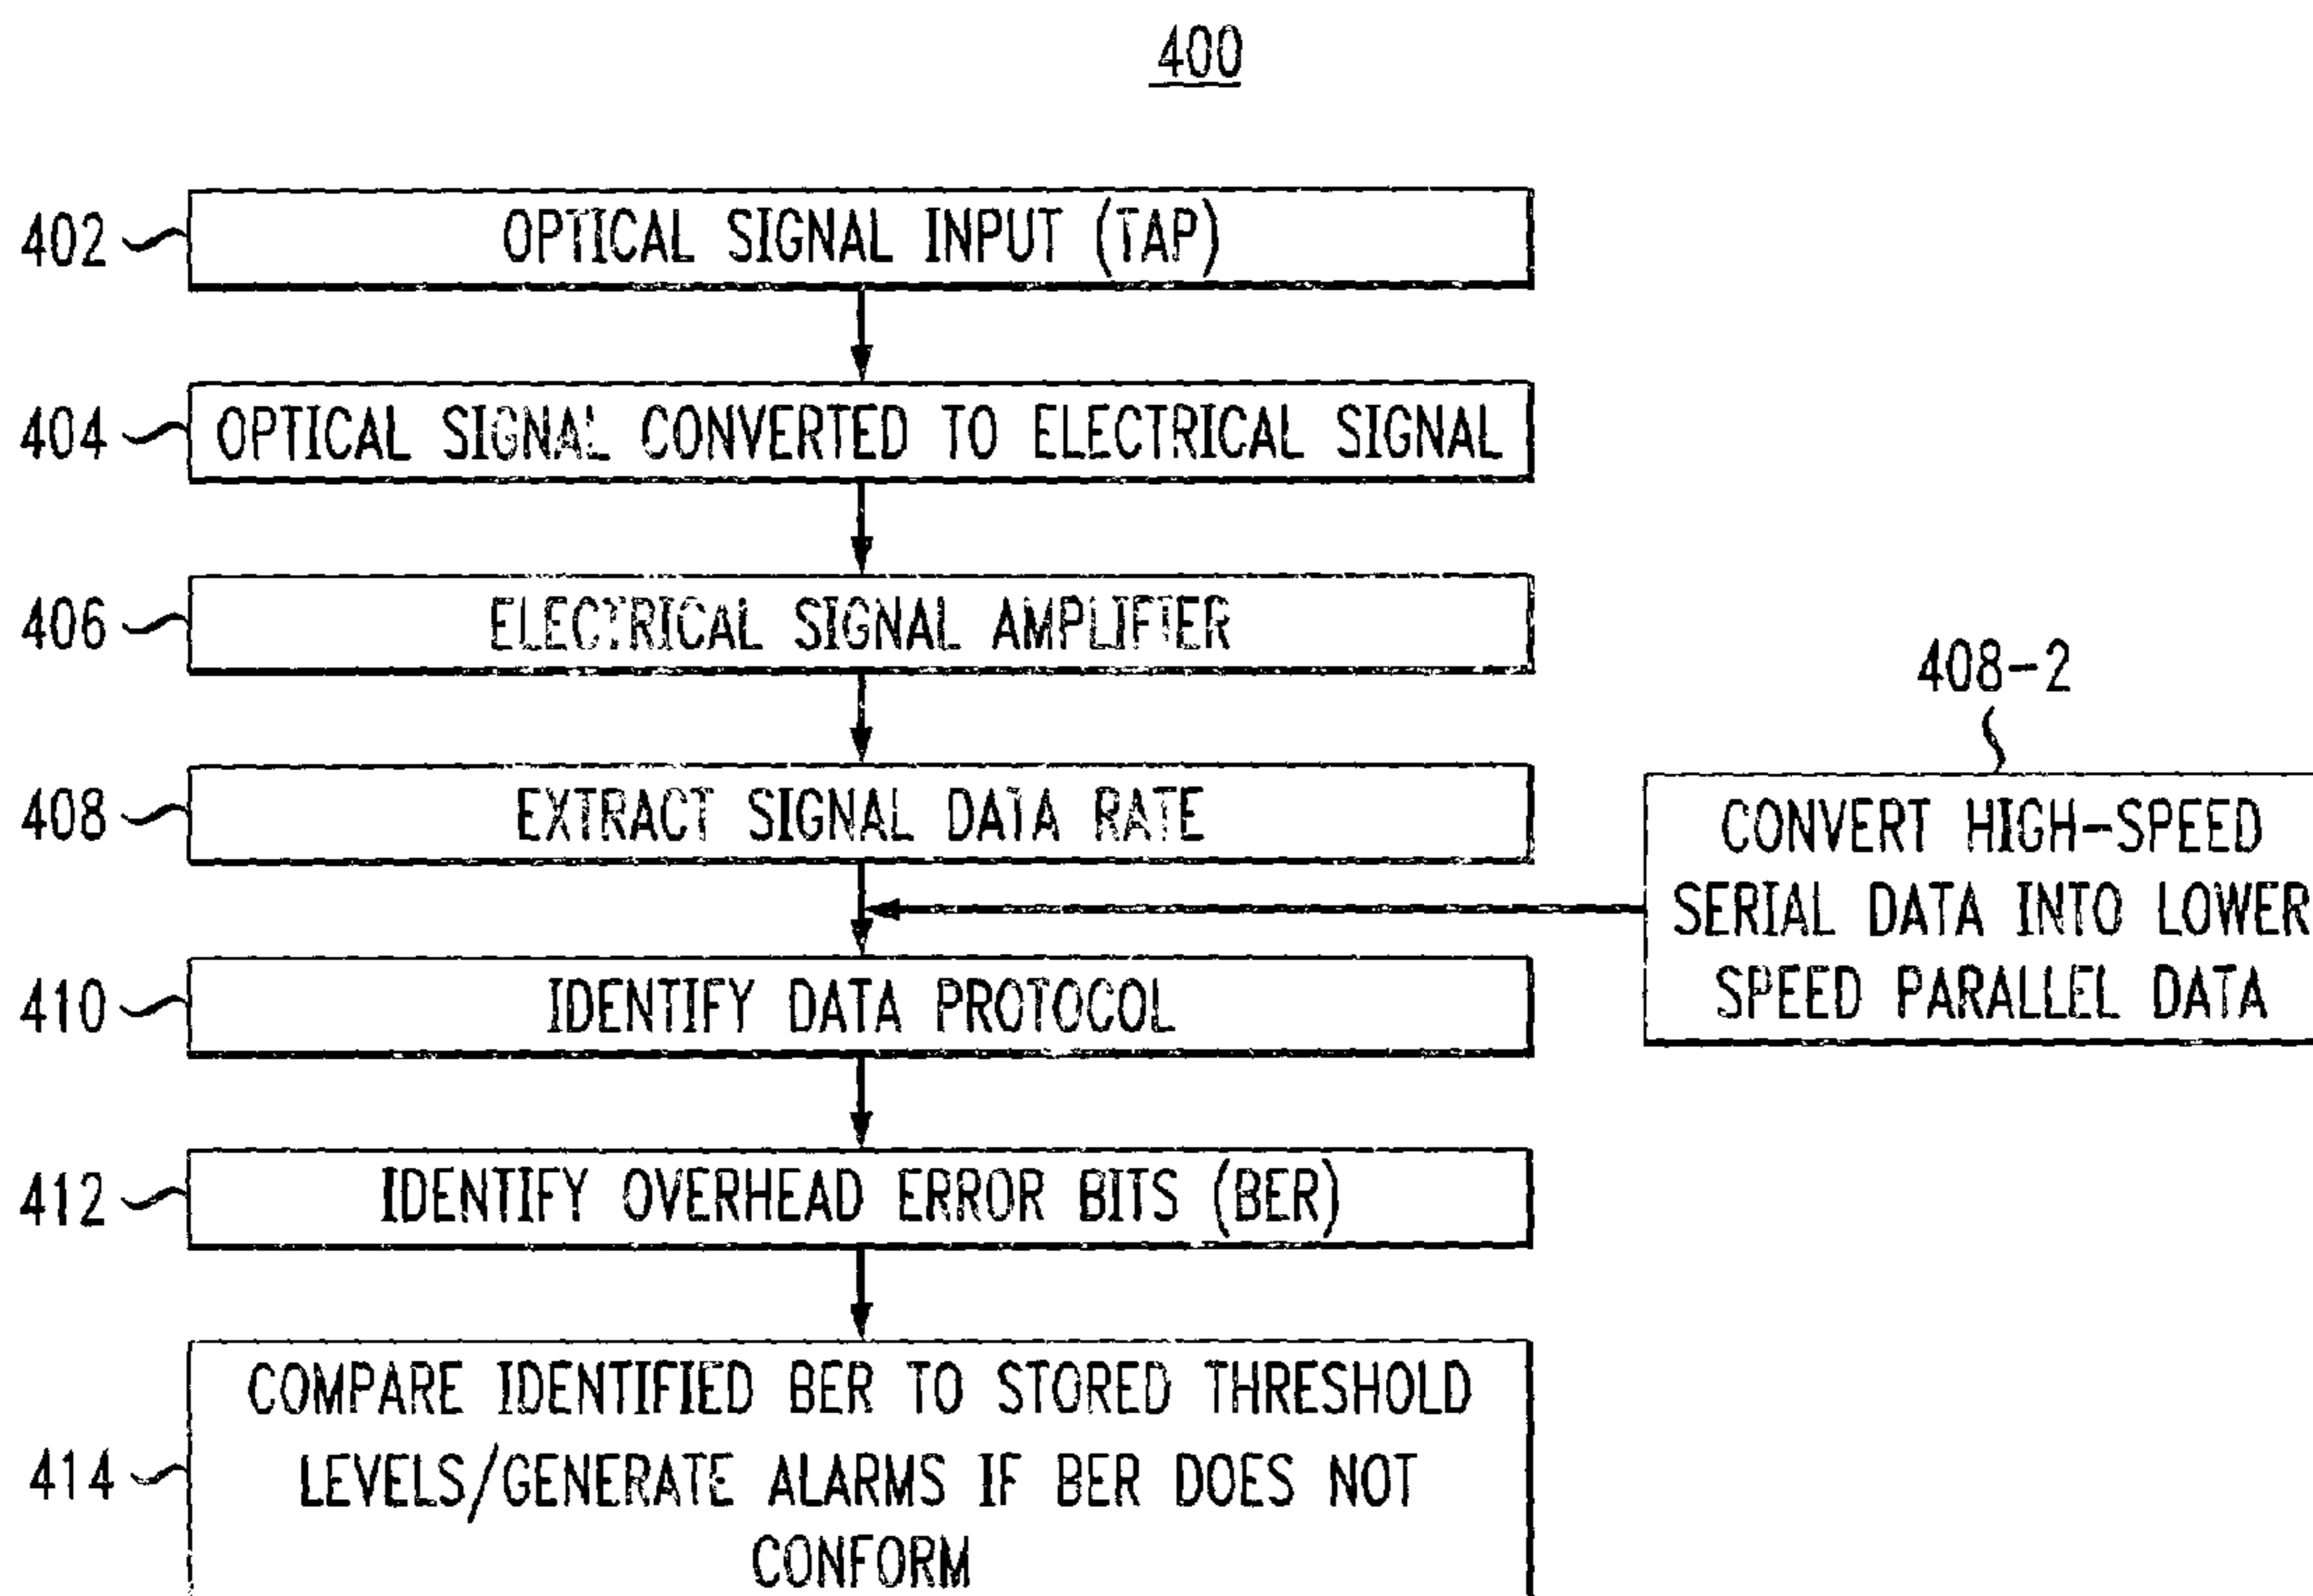 400
402
OPTICAL SIGNAL INPUT (TAP)
404
OPTICAL SIGNAL CONVERTED TO ELECTRICAL SIGNAL
406
ELECTRICAL SIGNAL AMPLIFIER
408
EXTRACT SIGNAL DATA RATE
408-2
CONVERT HIGH-SPEED
SERIAL DATA INTO LOWER
SPEED PARALLEL DATA
410
IDENTIFY DATA PROTOCOL
412
IDENTIFY OVERHEAD ERROR BITS (BER)
414
COMPARE IDENTIFIED BER TO STORED THRESHOLD
LEVELS/GENERATE ALARMS IF BER DOES NOT
CONFORM